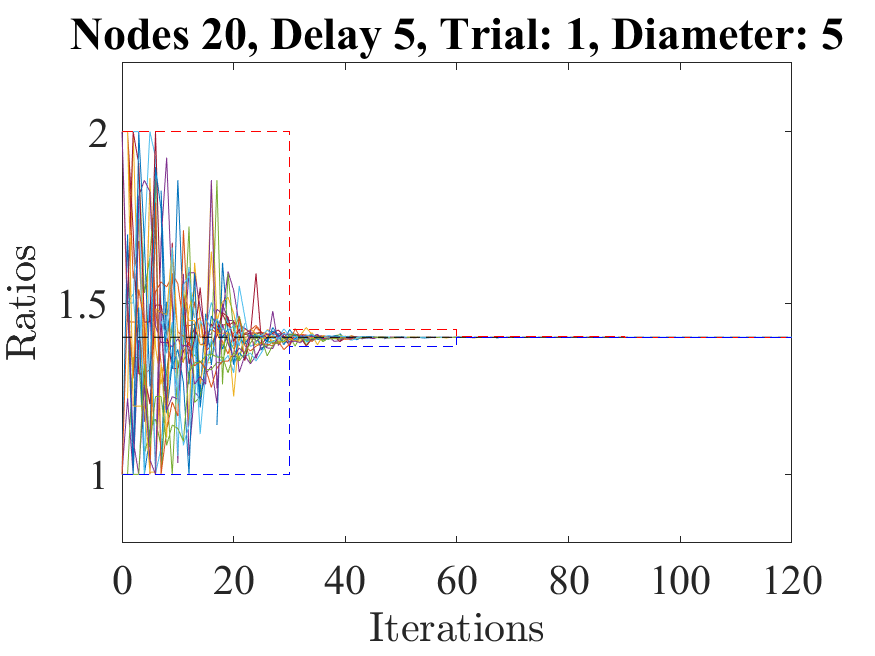 Nodes 20, Delay 5, Trial: 1, Diameter: 5
2
1.5
1
Ratios
0 20 40 60 80 100 120
Iterations